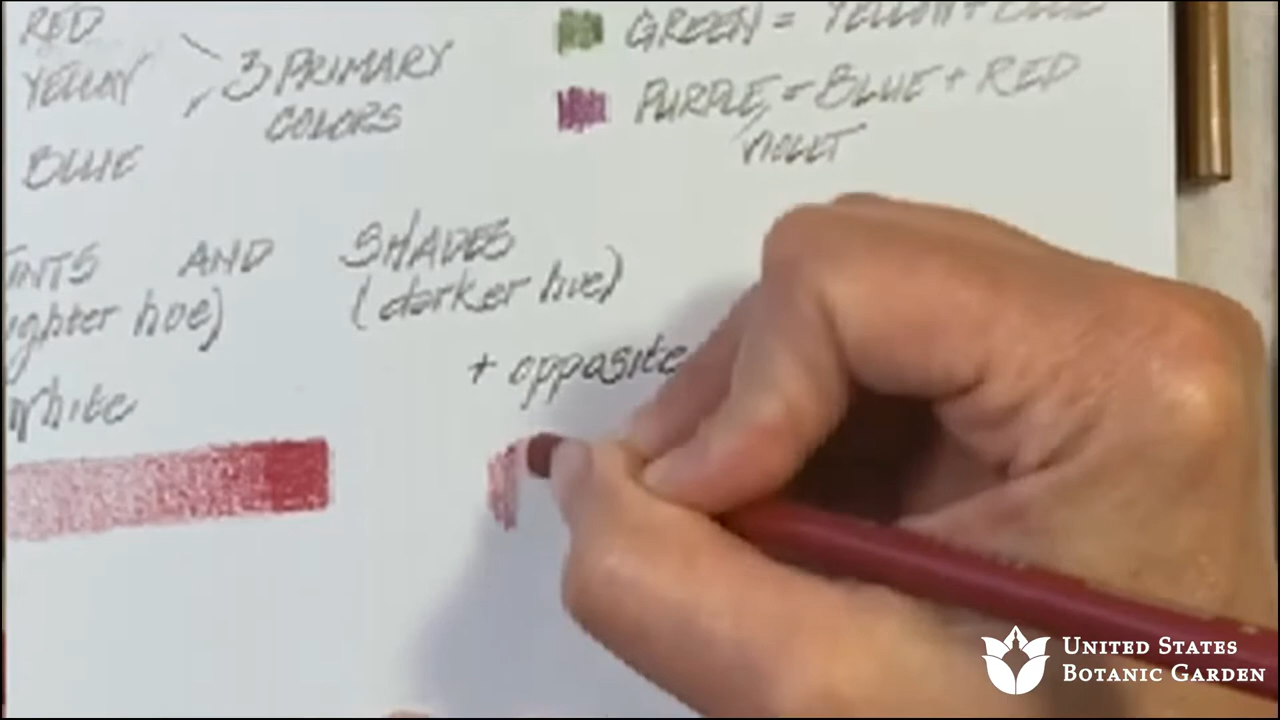 RED
YELLOW
BLUE
3 PRIMARY
COLORS
GREEN = YELLOW + BLUE
PURPLE, = BLUE + RED
VIOLET
INTS AND SHADES
ighter hue) (darker hue)
+ opposite
white
UNITED STATES
BOTANIC GARDEN